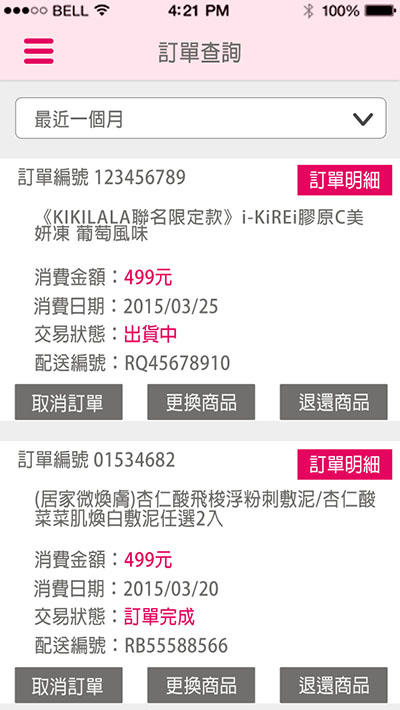 BELL 4:21 PM 100%
訂單查詢
最近一個月
訂單編號 123456789 訂單明細
《KIKILALA聯名限定款》i-KiREi膠原C美
妍凍 葡萄風味
消費金額：499元
消費日期：2015/03/25
交易狀態：出貨中
配送編號：RQ45678910
取消訂單 更換商品 退還商品
訂單編號 01534682 訂單明細
(居家微煥膚)杏仁酸飛梭浮粉刺敷泥/杏仁酸
菜菜肌煥白敷泥任選2入
消費金額：499元
消費日期：2015/03/20
交易狀態：訂單完成
配送編號：RB55588566
取消訂單 更換商品 退還商品